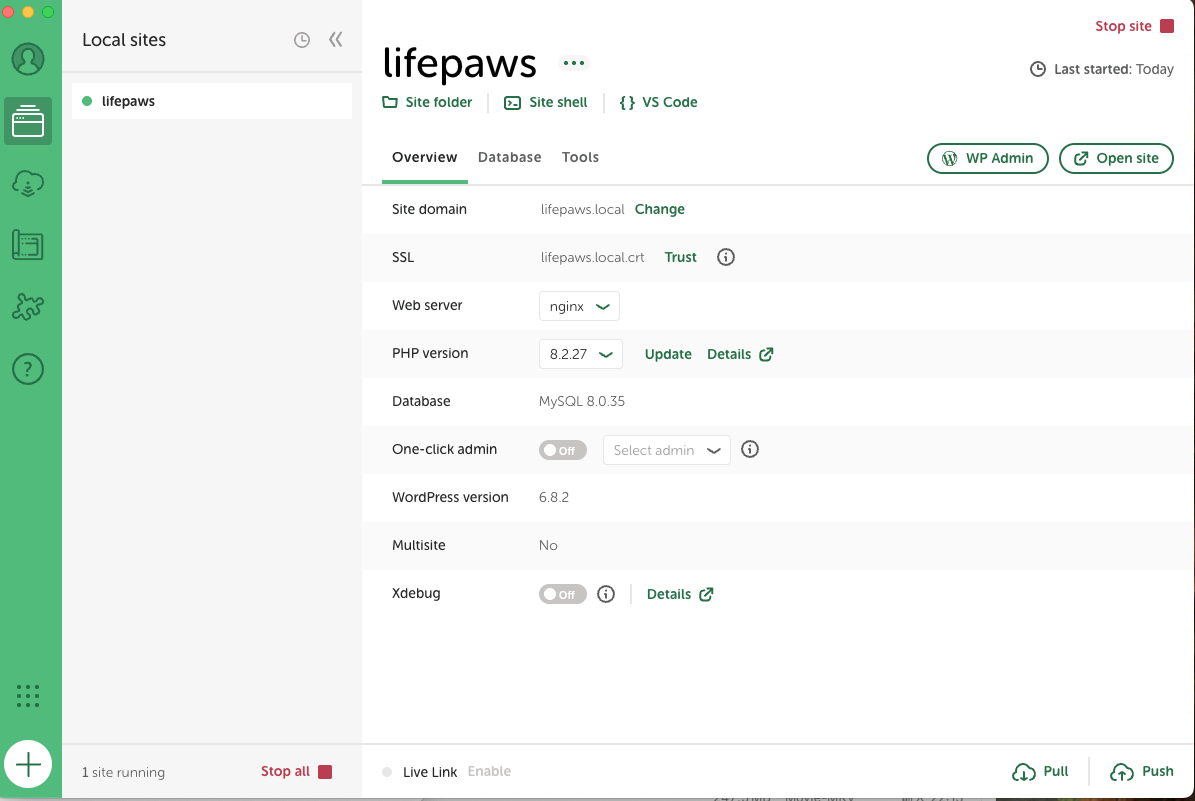 Local sites
lifepaws
?
1 site running
Stop all
Stop site
lifepaws ...
Last started: Today
Site folder
Site shell
{ } VS Code
Overview
Database
Tools
WP Admin
Open site
Site domain lifepaws.local Change
SSL lifepaws.local.crt Trust
Web server nginx
PHP version 8.2.27 Update Details
Database MySQL 8.0.35
One-click admin Off Select admin
WordPress version 6.8.2
Multisite No
Xdebug Off Details
Live Link Enable
Pull
Push